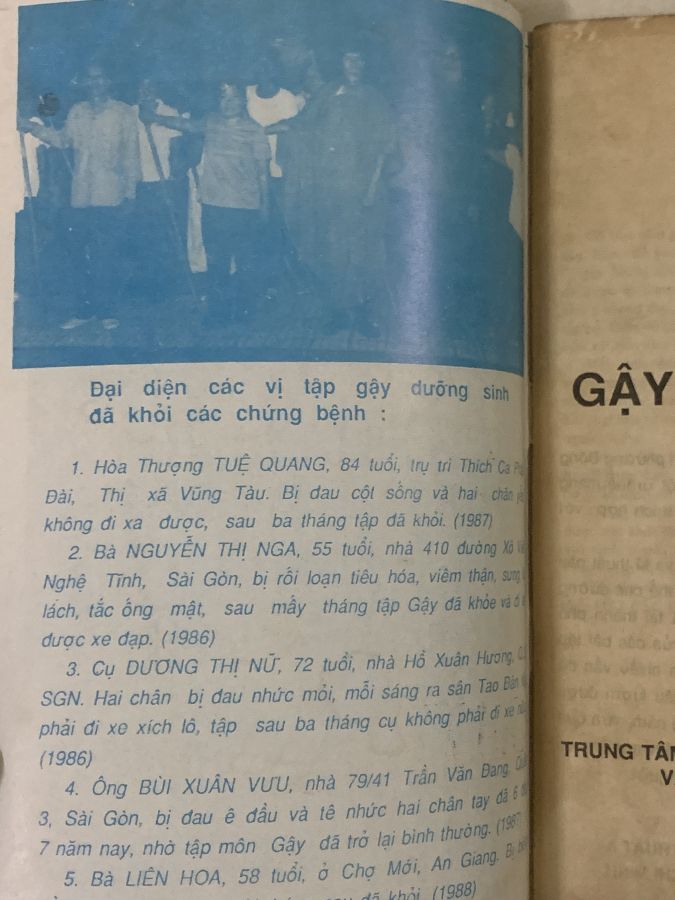 Đại diện các vị tập gậy dưỡng sinh
đã khỏi các chứng bệnh :
1. Hòa Thượng TUỆ QUANG, 84 tuổi, trụ trì Thích Ca
Đài, Thị xã Vũng Tàu. Bị đau cột sống và hai chân
không đi xa được, sau ba tháng tập đã khỏi. (1987)
2. Bà NGUYỄN THỊ NGA, 55 tuổi, nhà 410 đường Xô
Nghệ Tĩnh, Sài Gòn, bị rối loạn tiêu hóa, viêm thận, sưng
lách, tắc ống mật, sau mấy tháng tập Gậy đã khỏe và đi
được xe đạp. (1986)
3. Cụ DƯƠNG THỊ NỮ, 72 tuổi, nhà Hồ Xuân Hương,
SGN. Hai chân bị đau nhức mỏi, mỗi sáng ra sân Tao Đàn
phải đi xe xích lô, tập sau ba tháng cụ không phải đi xe
(1986)
4. Ông BÙI XUÂN VƯU, nhà 79/41 Trần Văn Đang,
3, Sài Gòn, bị đau ê đầu và tê nhức hai chân tay đã 6
7 năm nay, nhờ tập môn Gậy đã trở lại bình thường. (1987)
5. Bà LIÊN HOA, 58 tuổi, ở Chợ Mới, An Giang. Bị
đã khỏi. (1988)
GẬY
TRUNG TÂM
V